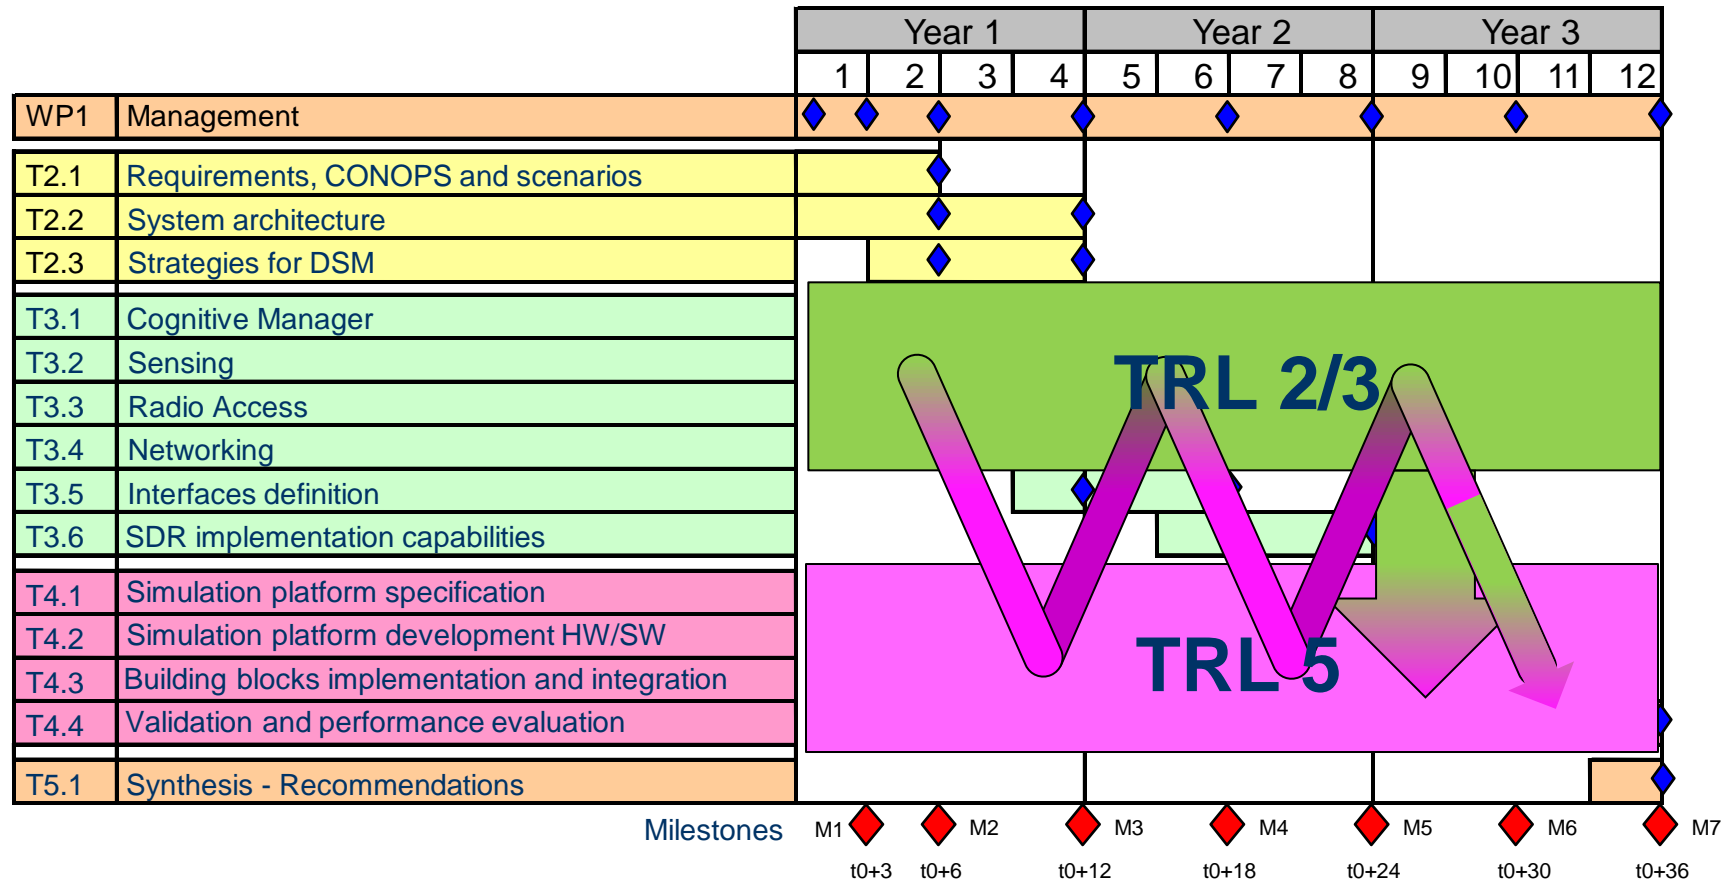 Year 1 Year 2 Year 3
1 2 3 4 5 6 7 8 9 10 11 12
WP1 Management
T2.1 Requirements, CONOPS and scenarios
T2.2 System architecture
T2.3 Strategies for DSM
T3.1 Cognitive Manager
T3.2 Sensing
TRL 2/3
T3.3 Radio Access
T3.4 Networking
T3.5 Interfaces definition
T3.6 SDR implementation capabilities
T4.1 Simulation platform specification
T4.2 Simulation platform development HW/SW
TRL 5
T4.3 Building blocks implementation and integration
T4.4 Validation and performance evaluation
T5.1 Synthesis - Recommendations
Milestones M1 M2 M3 M4 M5 M6 M7
t0+3 t0+6 t0+12 t0+18 t0+24 t0+30 t0+36